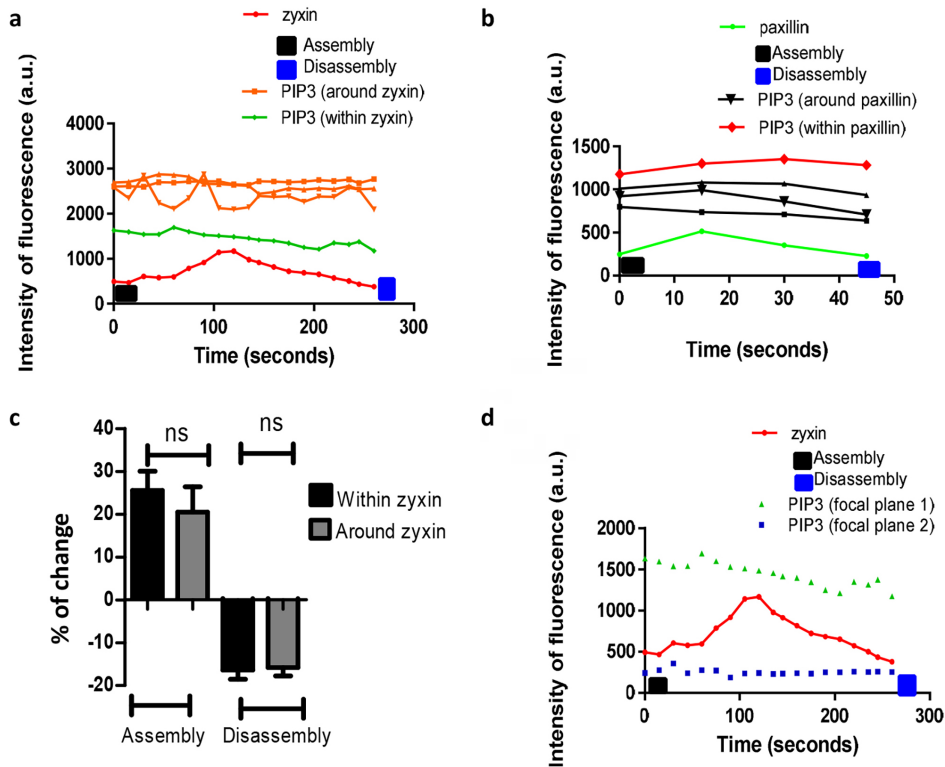 a
zyxin
Assembly
Disassembly
PIP3 (around zyxin)
PIP3 (within zyxin)
Intensity of fluorescence (a.u.)
4000
3000
2000
1000
0
0 100 200 300
Time (seconds)
b
paxillin
Assembly
Disassembly
PIP3 (around paxillin)
PIP3 (within paxillin)
Intensity of fluorescence (a.u.)
1500
1000
500
0
0 10 20 30 40 50
Time (seconds)
c
ns ns
Within zyxin
Around zyxin
% of change
40
30
20
10
0
-10
-20
Assembly Disassembly
d
zyxin
Assembly
Disassembly
PIP3 (focal plane 1)
PIP3 (focal plane 2)
Intensity of fluorescence (a.u.)
2000
1500
1000
500
0
0 100 200 300
Time (seconds)